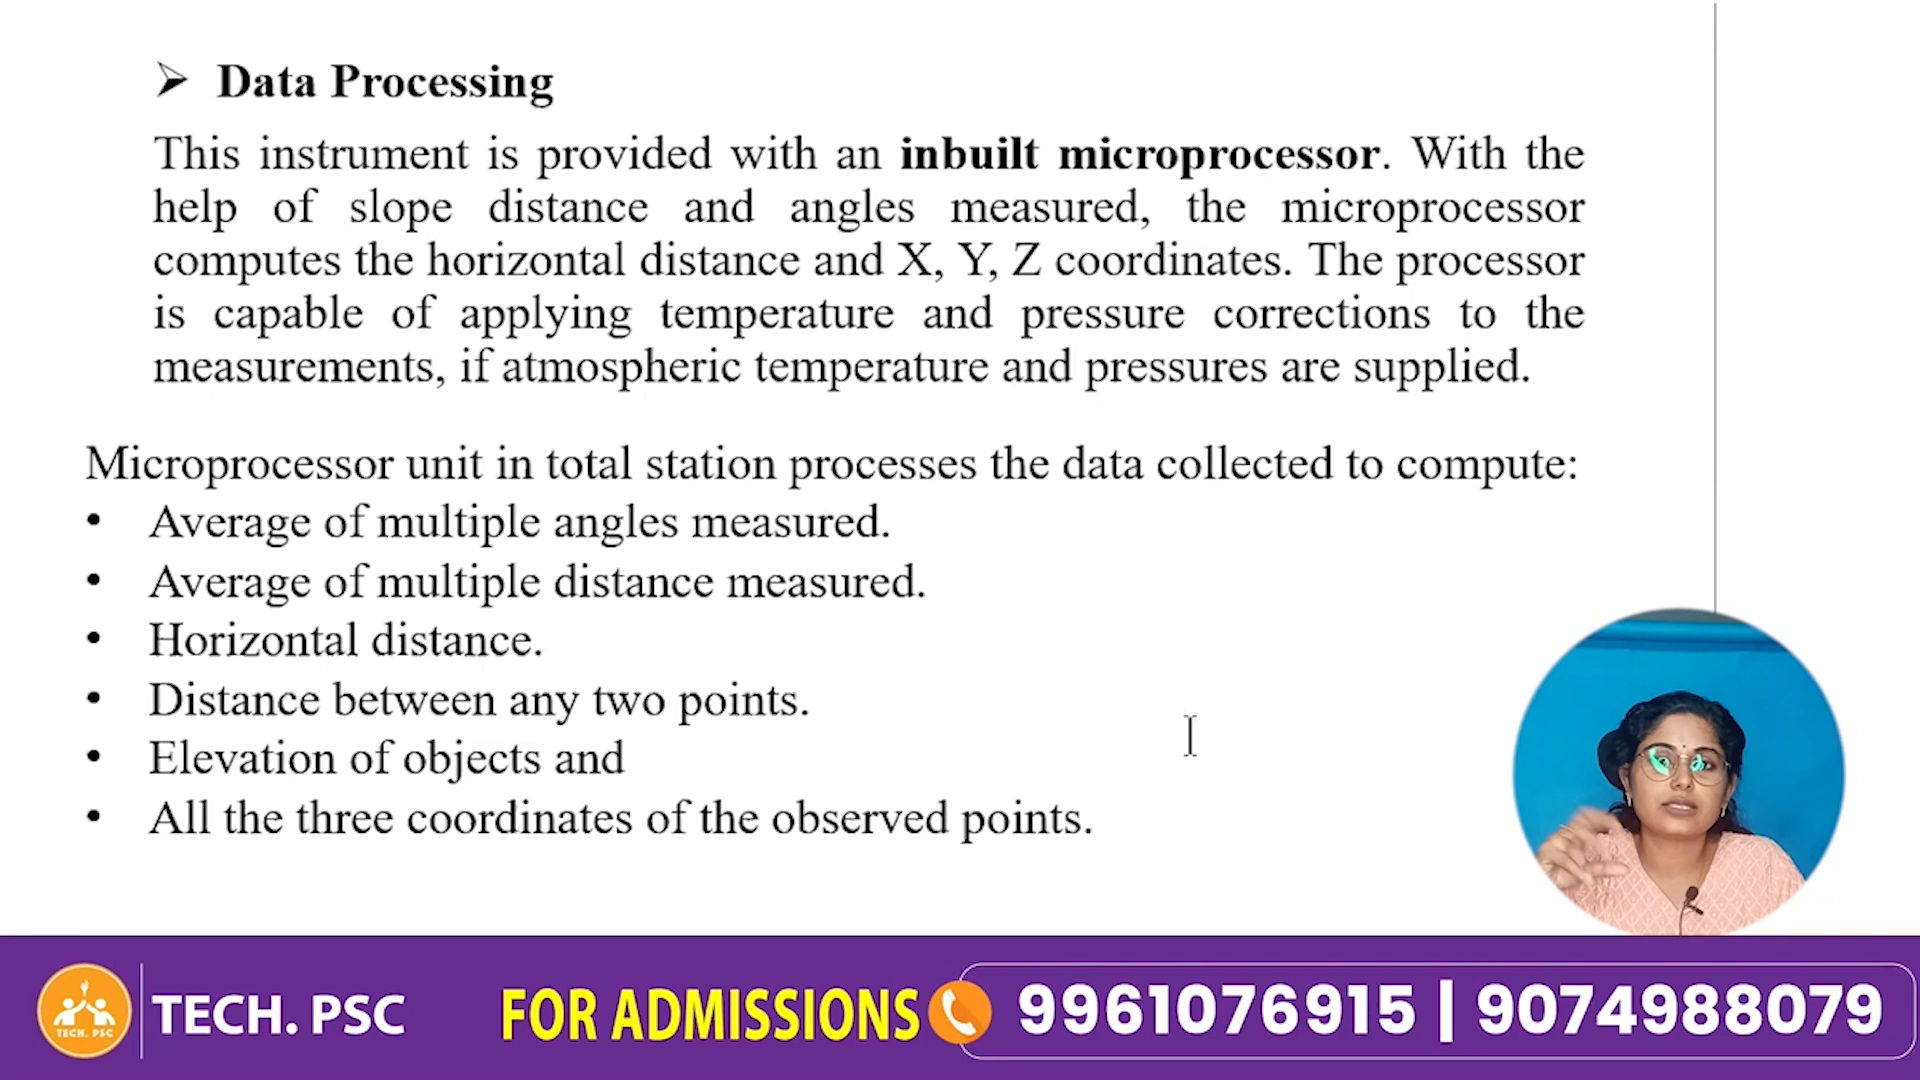 ➢ Data Processing
This instrument is provided with an inbuilt microprocessor. With the
help of slope distance and angles measured, the microprocessor
computes the horizontal distance and X, Y, Z coordinates. The processor
is capable of applying temperature and pressure corrections to the
measurements, if atmospheric temperature and pressures are supplied.
Microprocessor unit in total station processes the data collected to compute:
• Average of multiple angles measured.
• Average of multiple distance measured.
• Horizontal distance.
• Distance between any two points.
• Elevation of objects and
• All the three coordinates of the observed points.
TECH. PSC
TECH. PSC
FOR ADMISSIONS
9961076915 | 9074988079